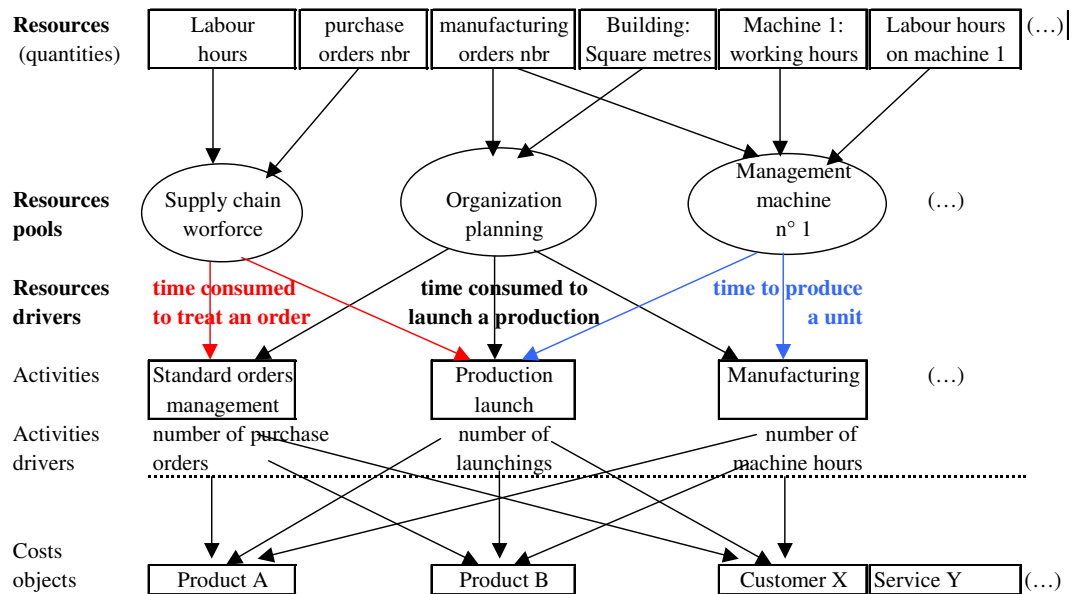 Resources Labour purchase manufacturing Building: Machine 1: Labour hours (…)
(quantities) hours orders nbr orders nbr Square metres working hours on machine 1
Management
Resources Supply chain Organization machine (…)
pools worforce planning n° 1
Resources time consumed time consumed to time to produce
drivers to treat an order launch a production a unit
Activities Standard orders Production Manufacturing (…)
management launch
Activities number of purchase number of number of
drivers orders launchings machine hours
Costs
objects Product A Product B Customer X Service Y (…)